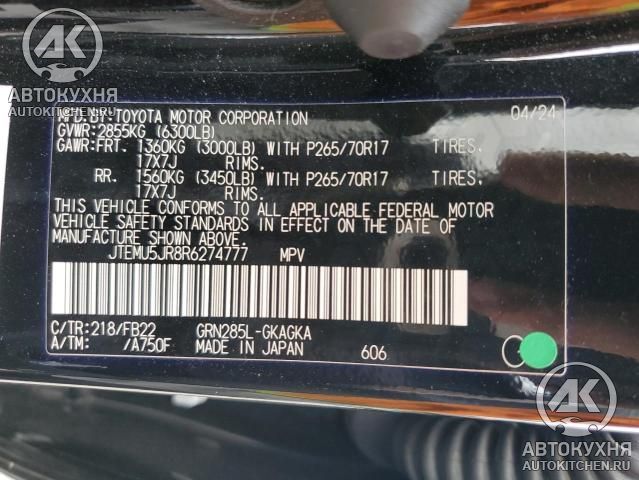 AK
АВТОКУХНЯ
AUTOKITCHEN.RU
MFD.BY:TOYOTA MOTOR CORPORATION 04/24
GVWR:2855KG (6300LB)
GAWR:FRT. 1360KG (3000LB) WITH P265/70R17 TIRES,
17X7J RIMS.
RR. 1560KG (3450LB) WITH P265/70R17 TIRES,
17X7J RIMS.
THIS VEHICLE CONFORMS TO ALL APPLICABLE FEDERAL MOTOR
VEHICLE SAFETY STANDARDS IN EFFECT ON THE DATE OF
MANUFACTURE SHOWN ABOVE.
JTEMU5JR8R6274777 MPV
C/TR:218/FB22 GRN285L-GKAGKA
A/TM: /A750F MADE IN JAPAN 606
AK
АВТОКУХНЯ
AUTOKITCHEN.RU